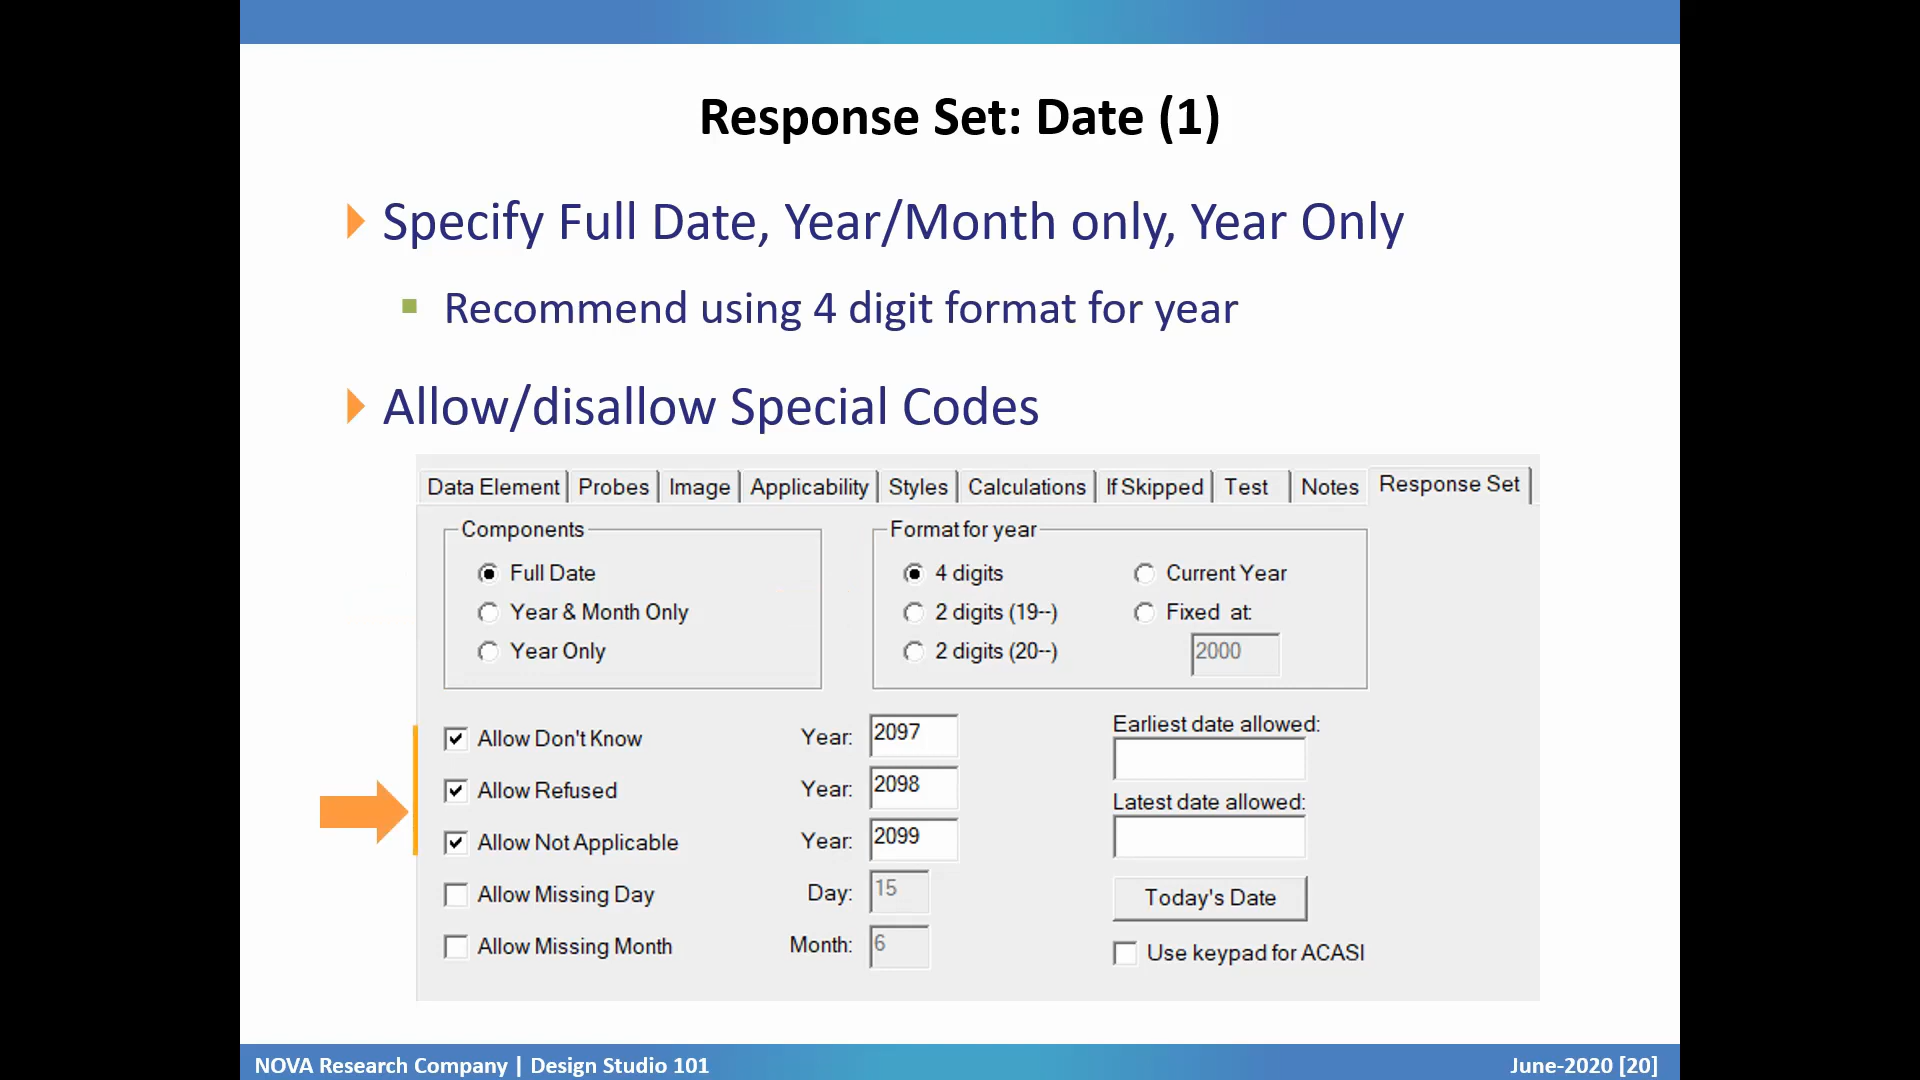 Response Set: Date (1)
Specify Full Date, Year/Month only, Year Only
Recommend using 4 digit format for year
Allow/disallow Special Codes
Data Element Probes Image Applicability Styles Calculations If Skipped Test Notes Response Set
Components
Full Date
Year & Month Only
Year Only
Format for year
4 digits Current Year
2 digits (19--) Fixed at:
2 digits (20--) 2000
Allow Don't Know Year: 2097
Allow Refused Year: 2098
Allow Not Applicable Year: 2099
Allow Missing Day Day: 15
Allow Missing Month Month: 6
Earliest date allowed:
Latest date allowed:
Today's Date
Use keypad for ACASI
NOVA Research Company | Design Studio 101
June-2020 [20]